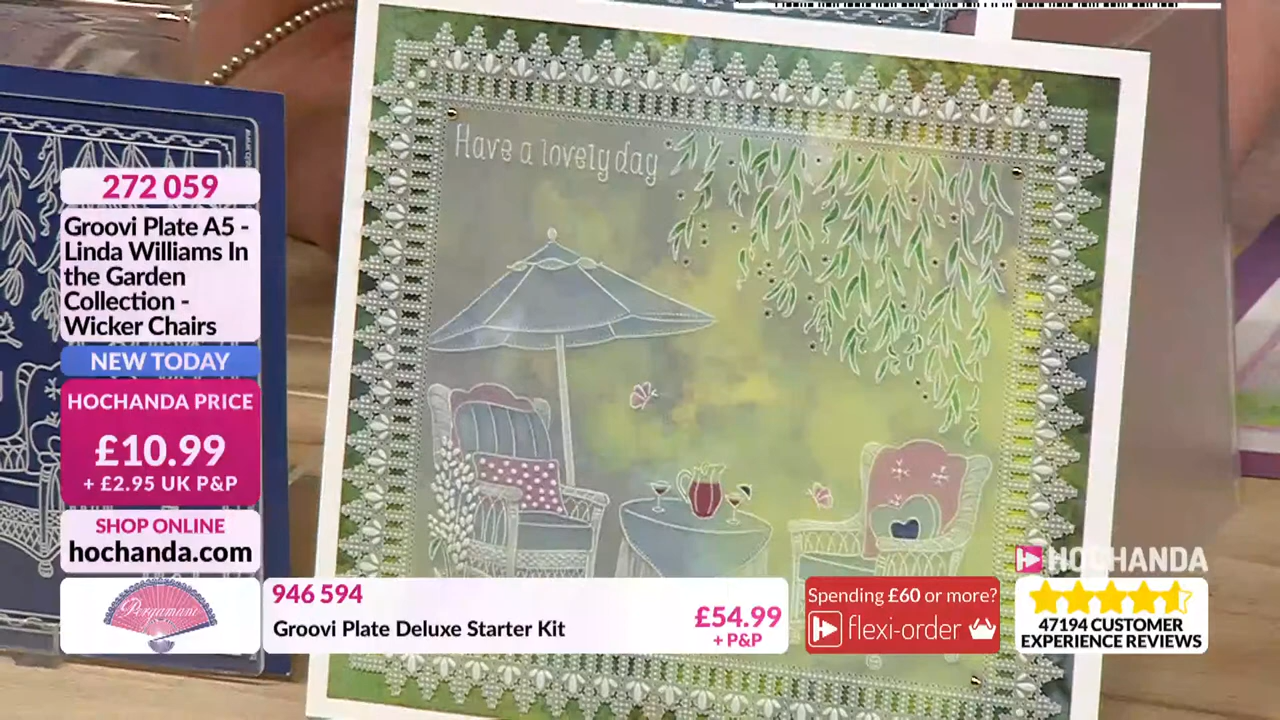 Have a lovely day
272 059
Groovi Plate A5 -
Linda Williams In
the Garden
Collection -
Wicker Chairs
NEW TODAY
HOCHANDA PRICE
£10.99
+ £2.95 UK P&P
SHOP ONLINE
hochanda.com
HOCHANDA
Pergamano
946 594
Groovi Plate Deluxe Starter Kit
£54.99
+ P&P
Spending £60 or more?
flexi-order
47194 CUSTOMER
EXPERIENCE REVIEWS